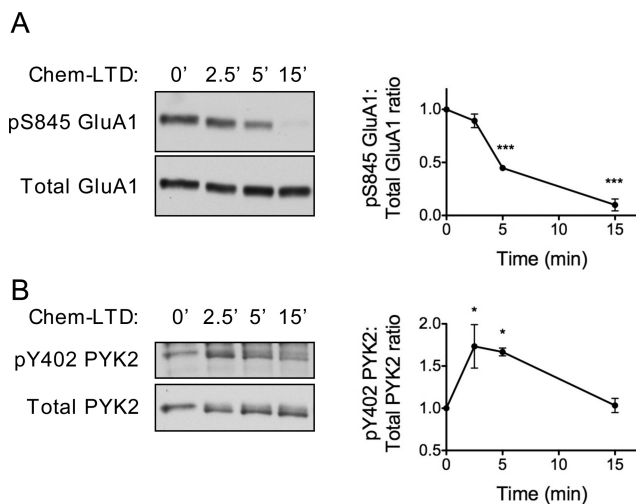 A
Chem-LTD: 0’ 2.5’ 5’ 15’
pS845 GluA1
Total GluA1
pS845 GluA1:
Total GluA1 ratio
1.0
0.5
0.0
***
***
0 5 10 15
Time (min)
B
Chem-LTD: 0’ 2.5’ 5’ 15’
pY402 PYK2
Total PYK2
pY402 PYK2:
Total PYK2 ratio
2.0
1.5
1.0
0.5
*
*
0 5 10 15
Time (min)